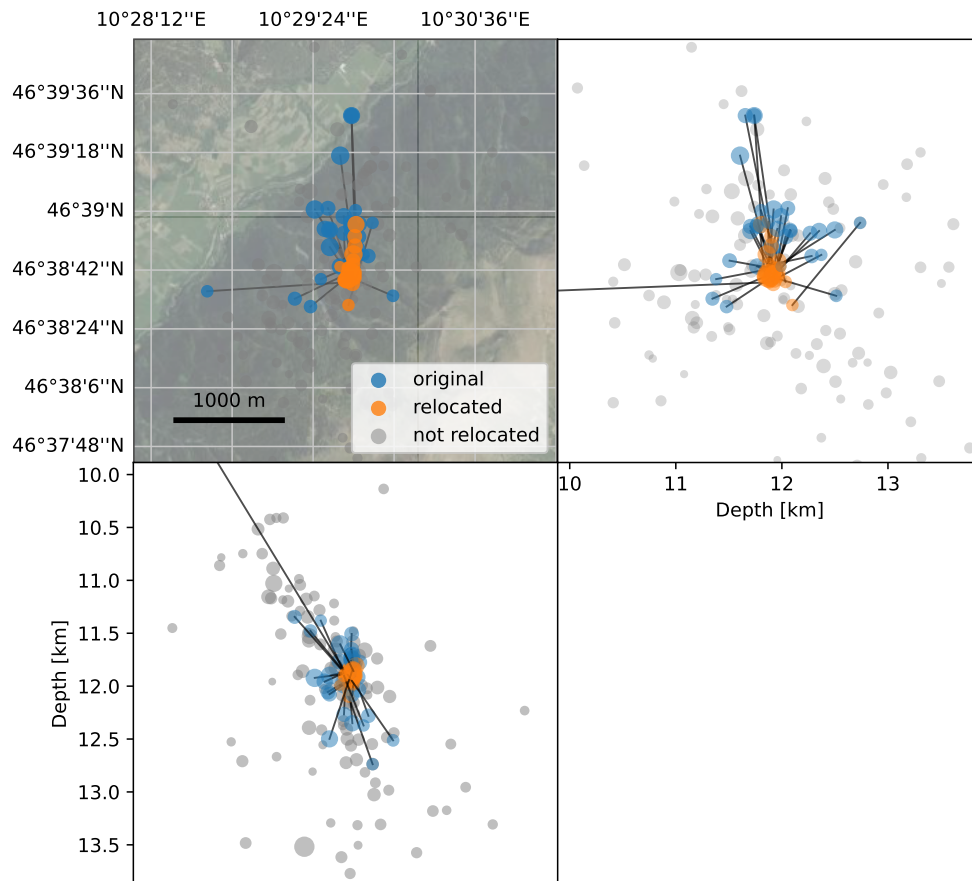 10°28'12''E 10°29'24''E 10°30'36''E
46°39'36''N
46°39'18''N
46°39'N
46°38'42''N
46°38'24''N
46°38'6''N
46°37'48''N
1000 m
original
relocated
not relocated
10 11 12 13
Depth [km]
10.0
10.5
11.0
11.5
12.0
12.5
13.0
13.5
Depth [km]